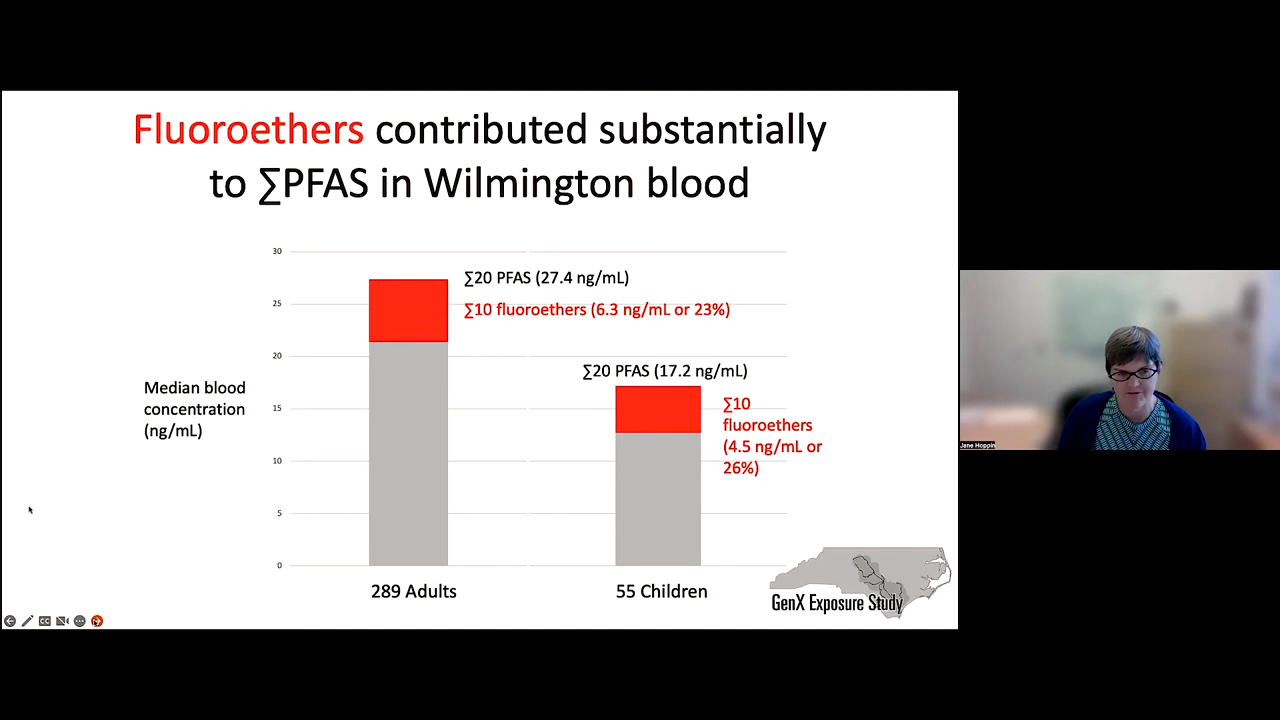 Fluoroethers contributed substantially
to ∑PFAS in Wilmington blood
30
25
20
15
10
5
0
Median blood
concentration
(ng/mL)
∑20 PFAS (27.4 ng/mL)
∑10 fluoroethers (6.3 ng/mL or 23%)
∑20 PFAS (17.2 ng/mL)
∑10
fluoroethers
(4.5 ng/mL or
26%)
289 Adults
55 Children
GenX Exposure Study
CC
Jane Hoppin